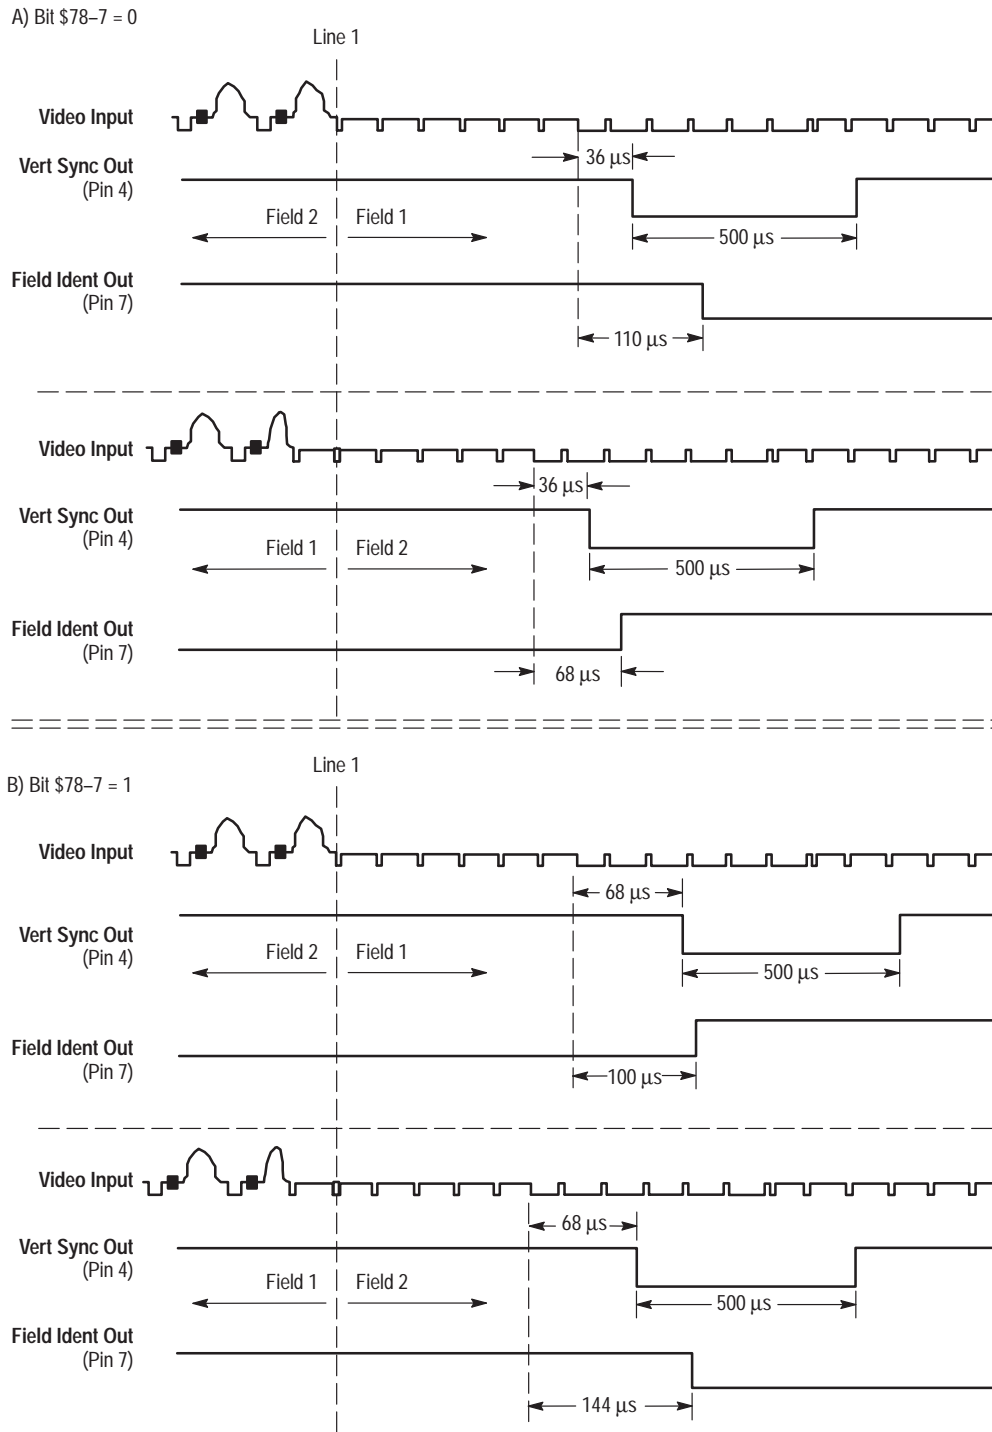 A) Bit $78–7 = 0
Line 1
Video Input
36 µs
Vert Sync Out
(Pin 4)
Field 2 Field 1
500 µs
Field Ident Out
(Pin 7)
110 µs
Video Input
36 µs
Vert Sync Out
(Pin 4)
Field 1 Field 2
500 µs
Field Ident Out
(Pin 7)
68 µs
Line 1
B) Bit $78–7 = 1
Video Input
68 µs
Vert Sync Out
(Pin 4)
Field 2 Field 1
500 µs
Field Ident Out
(Pin 7)
100 µs
Video Input
68 µs
Vert Sync Out
(Pin 4)
Field 1 Field 2
500 µs
Field Ident Out
(Pin 7)
144 µs